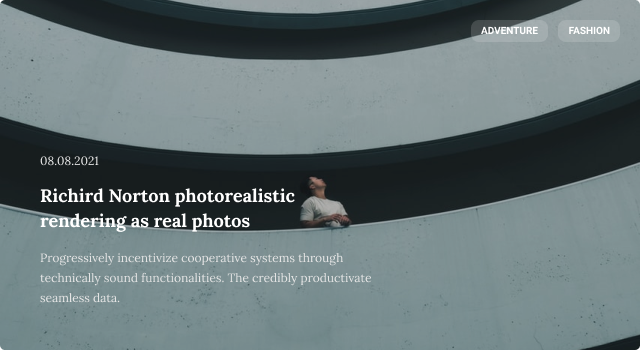 ADVENTURE FASHION
08.08.2021
Richird Norton photorealistic
rendering as real photos
Progressively incentivize cooperative systems through
technically sound functionalities. The credibly productivate
seamless data.